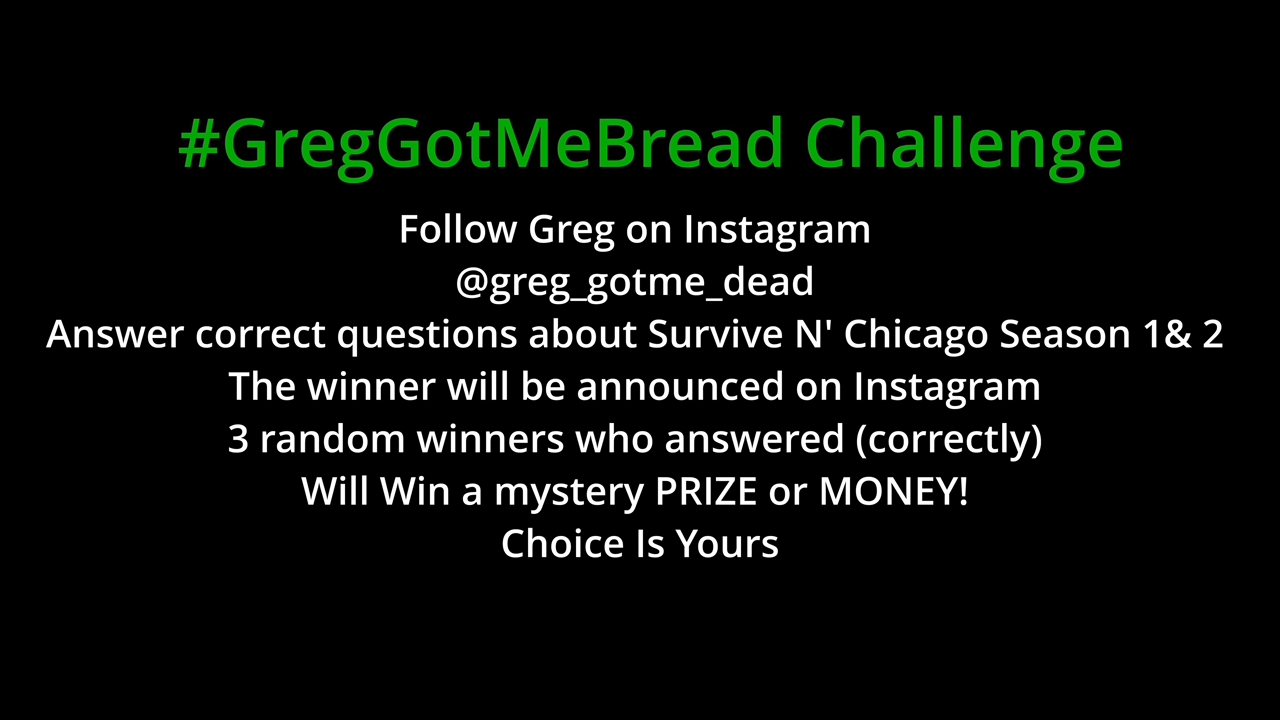 #GregGotMeBread Challenge
Follow Greg on Instagram
@greg_gotme_dead
Answer correct questions about Survive N' Chicago Season 1& 2
The winner will be announced on Instagram
3 random winners who answered (correctly)
Will Win a mystery PRIZE or MONEY!
Choice Is Yours